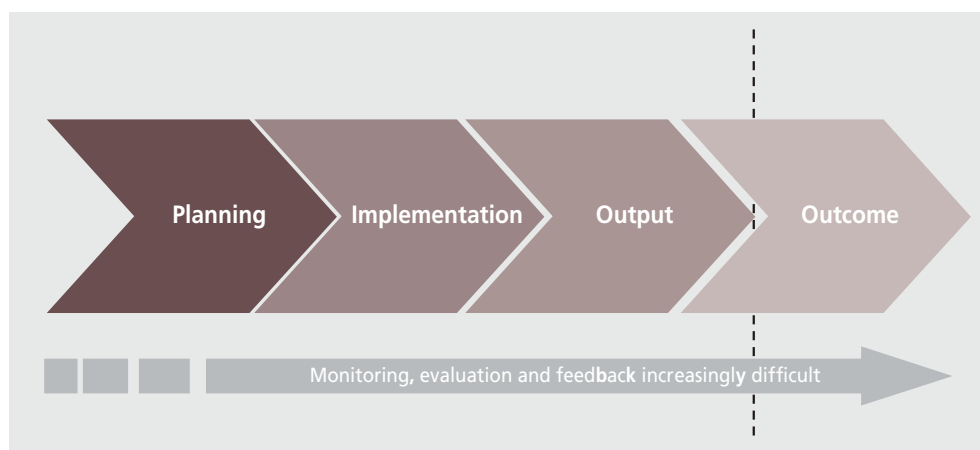 Planning
Implementation
Output
Outcome
Monitoring, evaluation and feedback increasingly difficult